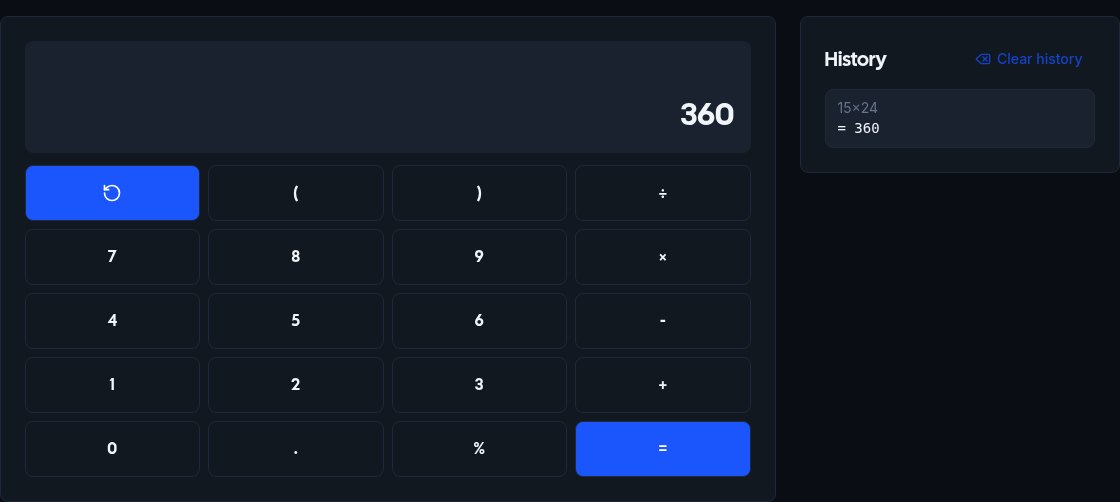 360
( ) ÷
7 8 9 ×
4 5 6 -
1 2 3 +
0 . % =
History
Clear history
15×24
= 360